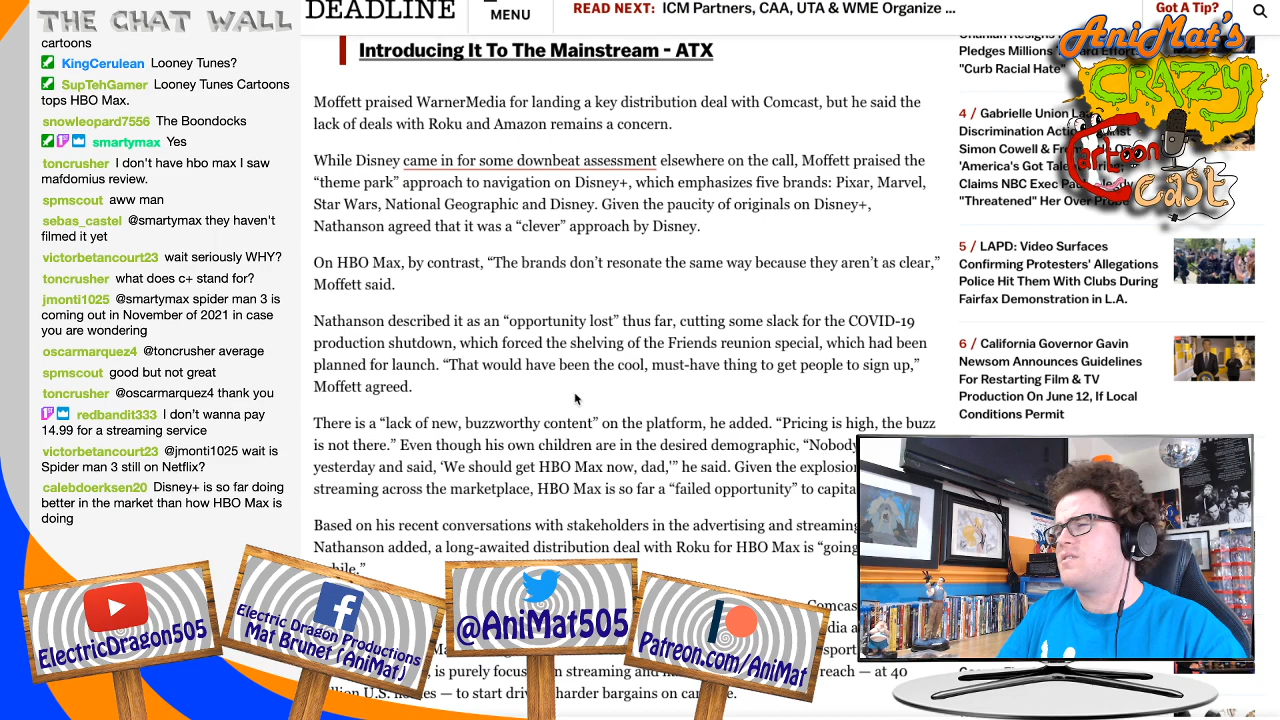 THE CHAT WALL
cartoons
KingCerulean Looney Tunes?
SupTehGamer Looney Tunes Cartoons
tops HBO Max.
snowleopard7556 The Boondocks
smartymax Yes
toncrusher I don't have hbo max I saw
mafdomius review.
spmscout aww man
sebas_castel @smartymax they haven't
filmed it yet
victorbetancourt23 wait seriously WHY?
toncrusher what does c+ stand for?
jmonti1025 @smartymax spider man 3 is
coming out in November of 2021 in case
you are wondering
oscarmarquez4 @toncrusher average
spmscout good but not great
toncrusher @oscarmarquez4 thank you
redbandit333 I don't wanna pay
14.99 for a streaming service
victorbetancourt23 @jmonti1025 wait is
Spider man 3 still on Netflix?
calebdoerksen20 Disney+ is so far doing
better in the market than how HBO Max is
doing
DEADLINE
MENU
READ NEXT: ICM Partners, CAA, UTA & WME Organize ...
Got A Tip?
Introducing It To The Mainstream - ATX
Moffett praised WarnerMedia for landing a key distribution deal with Comcast, but he said the
lack of deals with Roku and Amazon remains a concern.
While Disney came in for some downbeat assessment elsewhere on the call, Moffett praised the
“theme park” approach to navigation on Disney+, which emphasizes five brands: Pixar, Marvel,
Star Wars, National Geographic and Disney. Given the paucity of originals on Disney+,
Nathanson agreed that it was a “clever” approach by Disney.
On HBO Max, by contrast, “The brands don’t resonate the same way because they aren’t as clear,”
Moffett said.
Nathanson described it as an “opportunity lost” thus far, cutting some slack for the COVID-19
production shutdown, which forced the shelving of the Friends reunion special, which had been
planned for launch. “That would have been the cool, must-have thing to get people to sign up,”
Moffett agreed.
There is a “lack of new, buzzworthy content” on the platform, he added. “Pricing is high, the buzz
is not there.” Even though his own children are in the desired demographic, “Nobody
yesterday and said, ‘We should get HBO Max now, dad,’” he said. Given the explosion
streaming across the marketplace, HBO Max is so far a “failed opportunity” to
Based on his recent conversations with stakeholders in the advertising and streaming
Nathanson added, a long-awaited distribution deal with Roku for HBO Max is “going
Comcas
is purely focus
streaming and
reach — at 40
U.S.
— to start
harder bargains on
Resigns
Pledges Millions
"Curb Racial Hate"
4 / Gabrielle Union
Discrimination
Simon Cowell &
'America's Got
Claims NBC Exec
"Threatened" Her Over
5 / LAPD: Video Surfaces
Confirming Protesters' Allegations
Police Hit Them With Clubs During
Fairfax Demonstration in L.A.
6 / California Governor Gavin
Newsom Announces Guidelines
For Restarting Film & TV
Production On June 12, If Local
Conditions Permit
AniMat's
CRAZY
Cartoon
Cast
ElectricDragon505
Electric Dragon Productions
Mat Brunet (AniMat)
@AniMat505
Patreon.com/AniMat